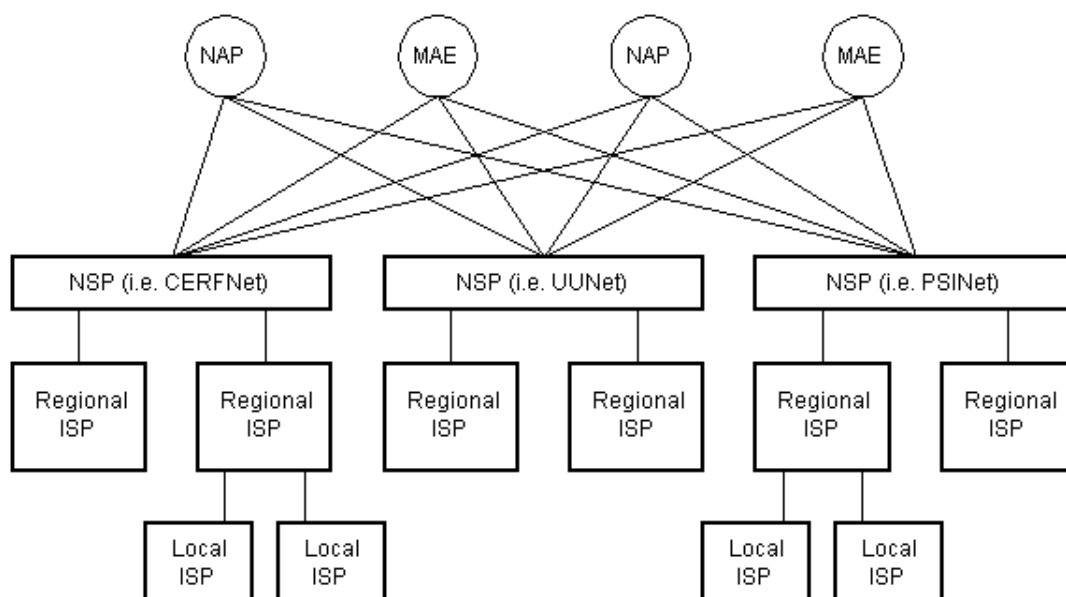 NAP
MAE
NAP
MAE
NSP (i.e. CERFNet)
NSP (i.e. UUNet)
NSP (i.e. PSINet)
Regional
ISP
Regional
ISP
Regional
ISP
Regional
ISP
Regional
ISP
Regional
ISP
Local
ISP
Local
ISP
Local
ISP
Local
ISP